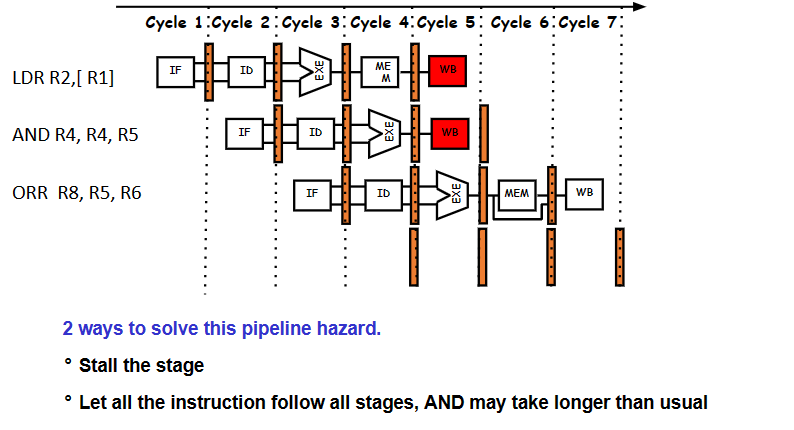 Cycle 1 Cycle 2 Cycle 3 Cycle 4 Cycle 5 Cycle 6 Cycle 7
LDR R2,[ R1] IF ID EXE ME M WB
AND R4, R4, R5 IF ID EXE WB
ORR R8, R5, R6 IF ID EXE MEM WB
2 ways to solve this pipeline hazard.
° Stall the stage
° Let all the instruction follow all stages, AND may take longer than usual